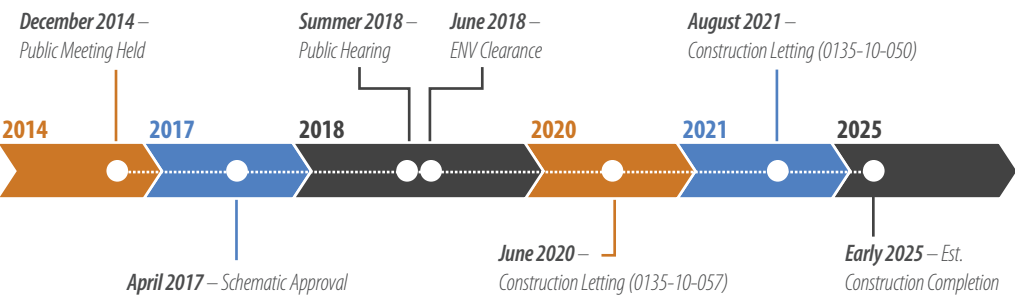 December 2014 –
Public Meeting Held
Summer 2018 –
Public Hearing
June 2018 –
ENV Clearance
August 2021 –
Construction Letting (0135-10-050)
2014
2017
2018
2020
2021
2025
April 2017 – Schematic Approval
June 2020 –
Construction Letting (0135-10-057)
Early 2025 – Est.
Construction Completion